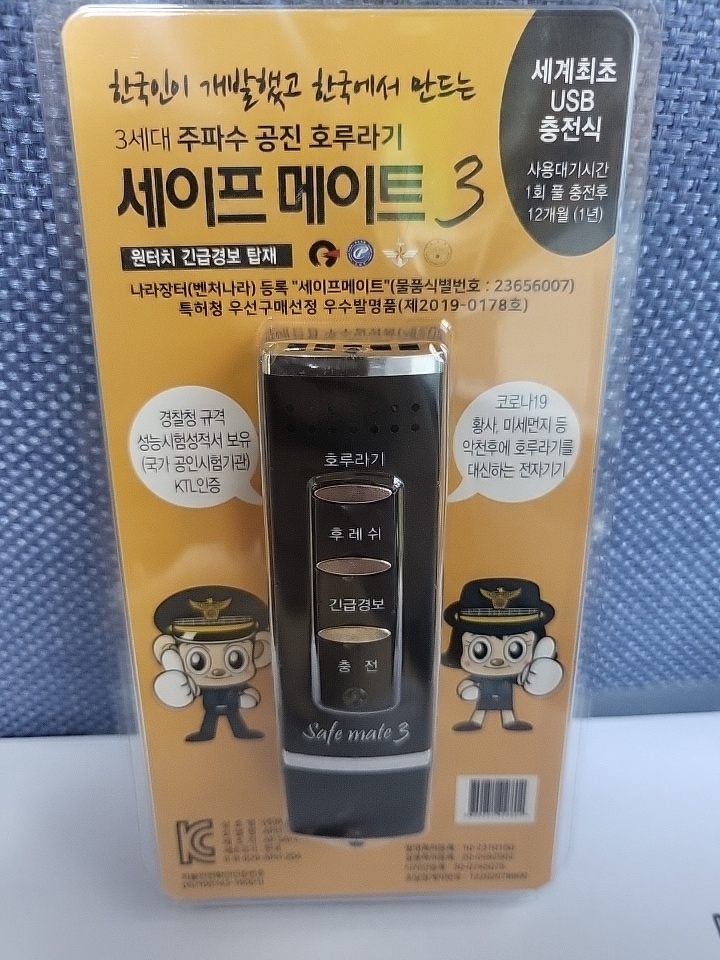 한국인이 개발했고 한국에서 만드는
3세대 주파수 공진 호루라기
세이프 메이트 3
원터치 긴급경보 탑재
세계최초
USB
충전식
사용대기시간
1회 풀 충전후
12개월 (1년)
나라장터(벤처나라) 등록 "세이프메이트"(물품식별번호 : 23656007)
특허청 우선구매선정 우수발명품(제2019-0178호)
경찰청 규격
성능시험성적서 보유
(국가 공인시험기관)
KTL인증
코로나19
황사, 미세먼지 등
악천후에 호루라기를
대신하는 전자기기
호루라기
후레쉬
긴급경보
충 전
Safe mate 3